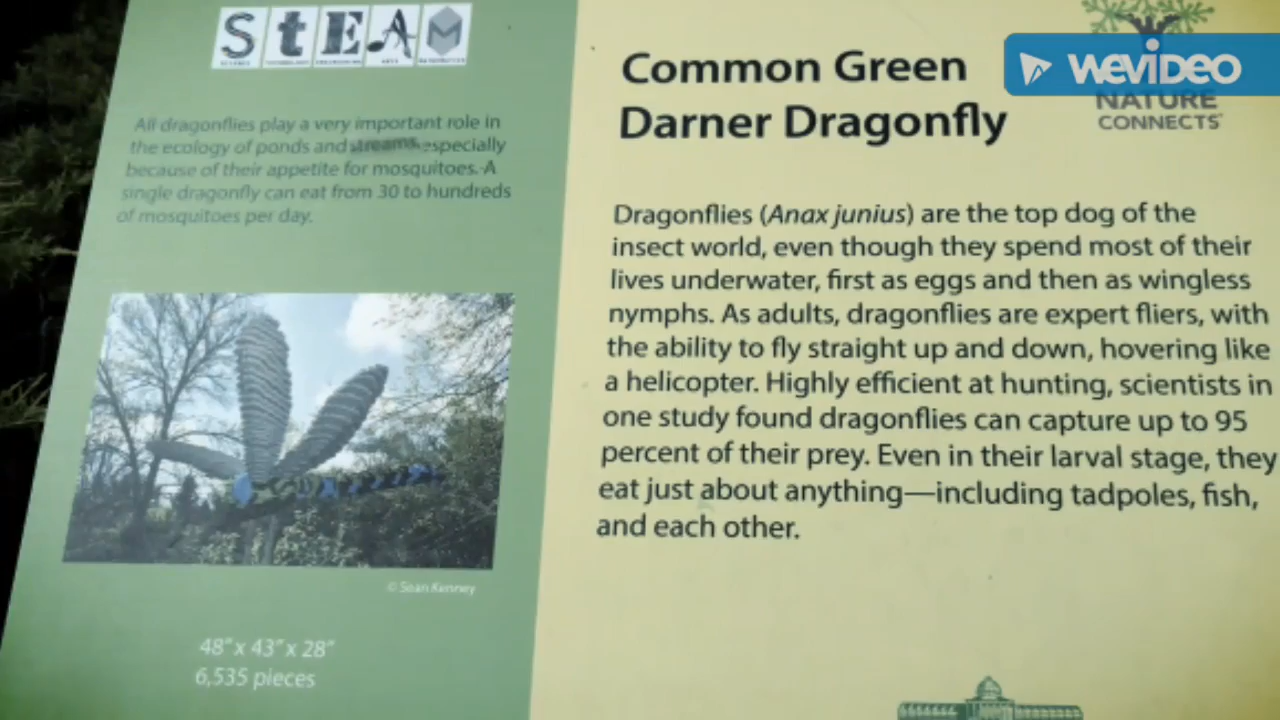 STEAM
All dragonflies play a very important role in
the ecology of ponds and streams, especially
because of their appetite for mosquitoes. A
single dragonfly can eat from 30 to hundreds
of mosquitoes per day.
© Sean Kenney
48" x 43" x 28"
6,535 pieces
WEVIDEO
NATURE
CONNECTS
Common Green
Darner Dragonfly
Dragonflies (Anax junius) are the top dog of the
insect world, even though they spend most of their
lives underwater, first as eggs and then as wingless
nymphs. As adults, dragonflies are expert fliers, with
the ability to fly straight up and down, hovering like
a helicopter. Highly efficient at hunting, scientists in
one study found dragonflies can capture up to 95
percent of their prey. Even in their larval stage, they
eat just about anything—including tadpoles, fish,
and each other.